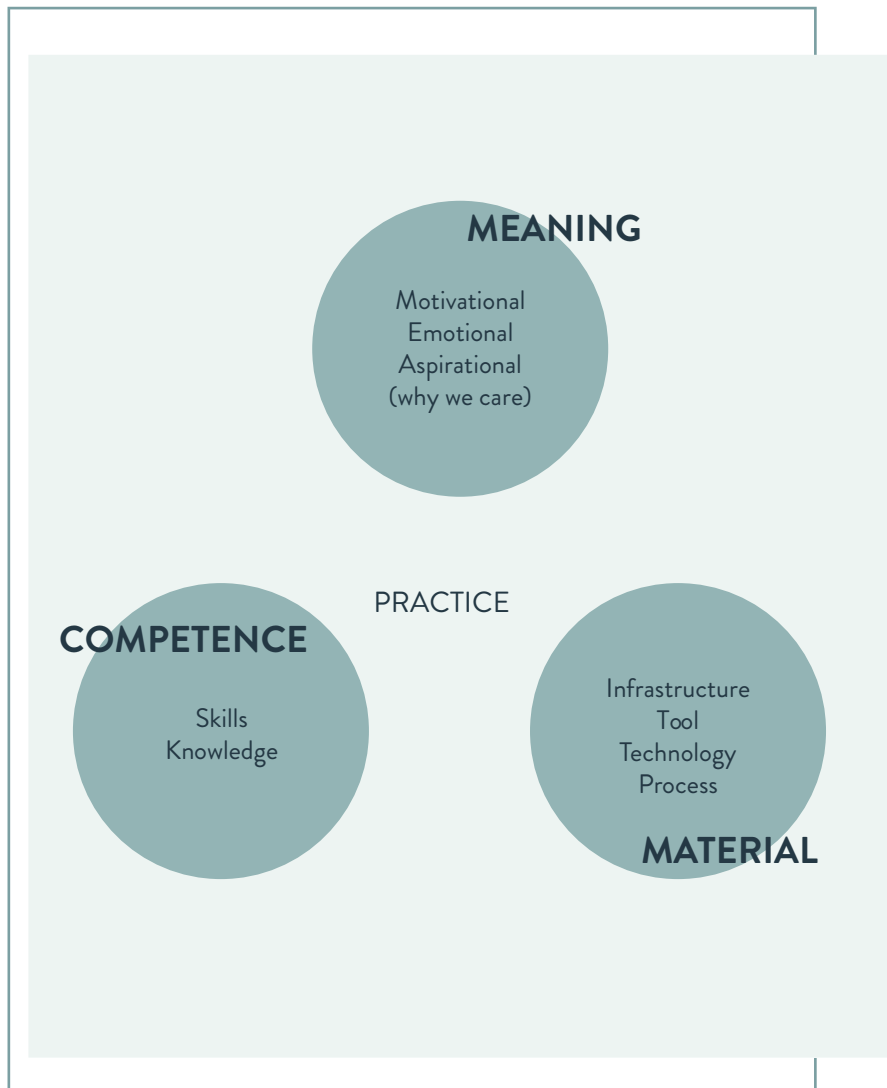 MEANING
Motivational
Emotional
Aspirational
(why we care)
PRACTICE
COMPETENCE
Skills
Knowledge
Infrastructure
Tool
Technology
Process
MATERIAL